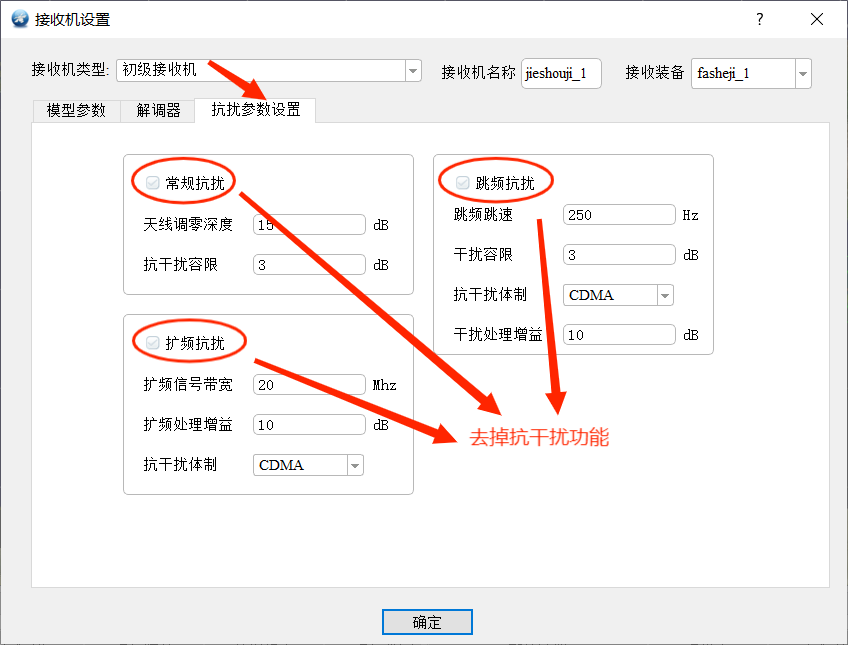 接收机设置
?
接收机类型: 初级接收机 接收机名称 jieshouji_1 接收装备 fasheji_1
模型参数 解调器 抗扰参数设置
常规抗扰
天线调零深度 15 dB
抗干扰容限 3 dB
扩频抗扰
扩频信号带宽 20 Mhz
扩频处理增益 10 dB
抗干扰体制 CDMA
跳频抗扰
跳频跳速 250 Hz
干扰容限 3 dB
抗干扰体制 CDMA
干扰处理增益 10 dB
去掉抗干扰功能
确定